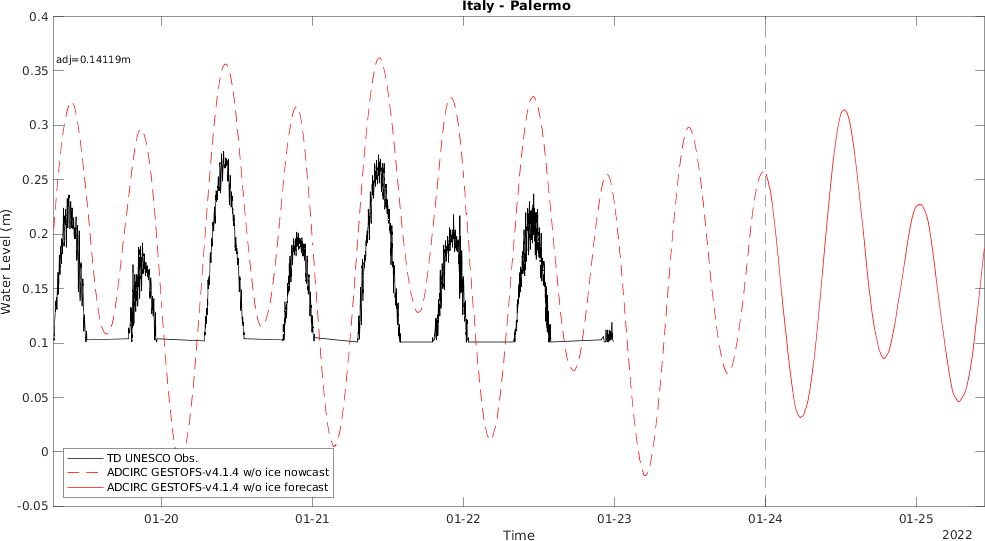 Italy - Palermo
adj=0.14119m
0.4
0.35
0.3
0.25
0.2
0.15
0.1
0.05
0
-0.05
Water Level (m)
TD UNESCO Obs.
ADCIRC GESTOFS-v4.1.4 w/o ice nowcast
ADCIRC GESTOFS-v4.1.4 w/o ice forecast
01-20
01-21
01-22
01-23
01-24
01-25
Time
2022